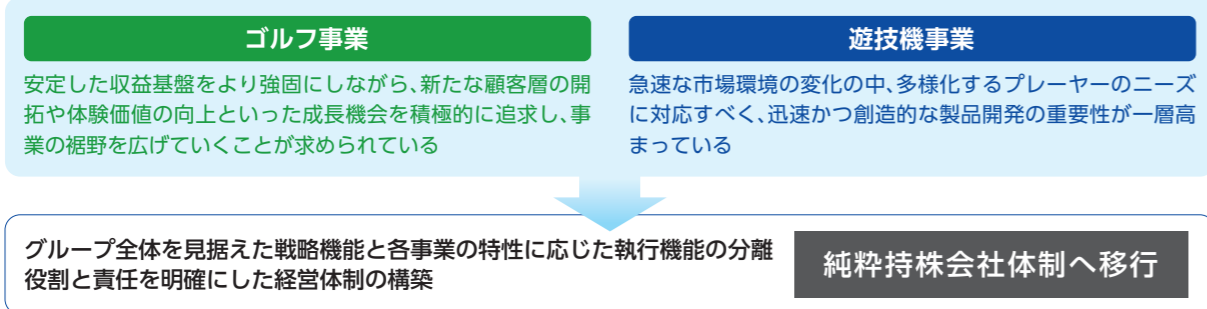 ゴルフ事業
安定した収益基盤をより強固にしながら、新たな顧客層の開
拓や体験価値の向上といった成長機会を積極的に追求し、事
業の裾野を広げていくことが求められている
遊技機事業
急速な市場環境の変化の中、多様化するプレーヤーのニーズ
に対応すべく、迅速かつ創造的な製品開発の重要性が一層高
まっている
グループ全体を見据えた戦略機能と各事業の特性に応じた執行機能の分離
役割と責任を明確にした経営体制の構築
純粋持株会社体制へ移行